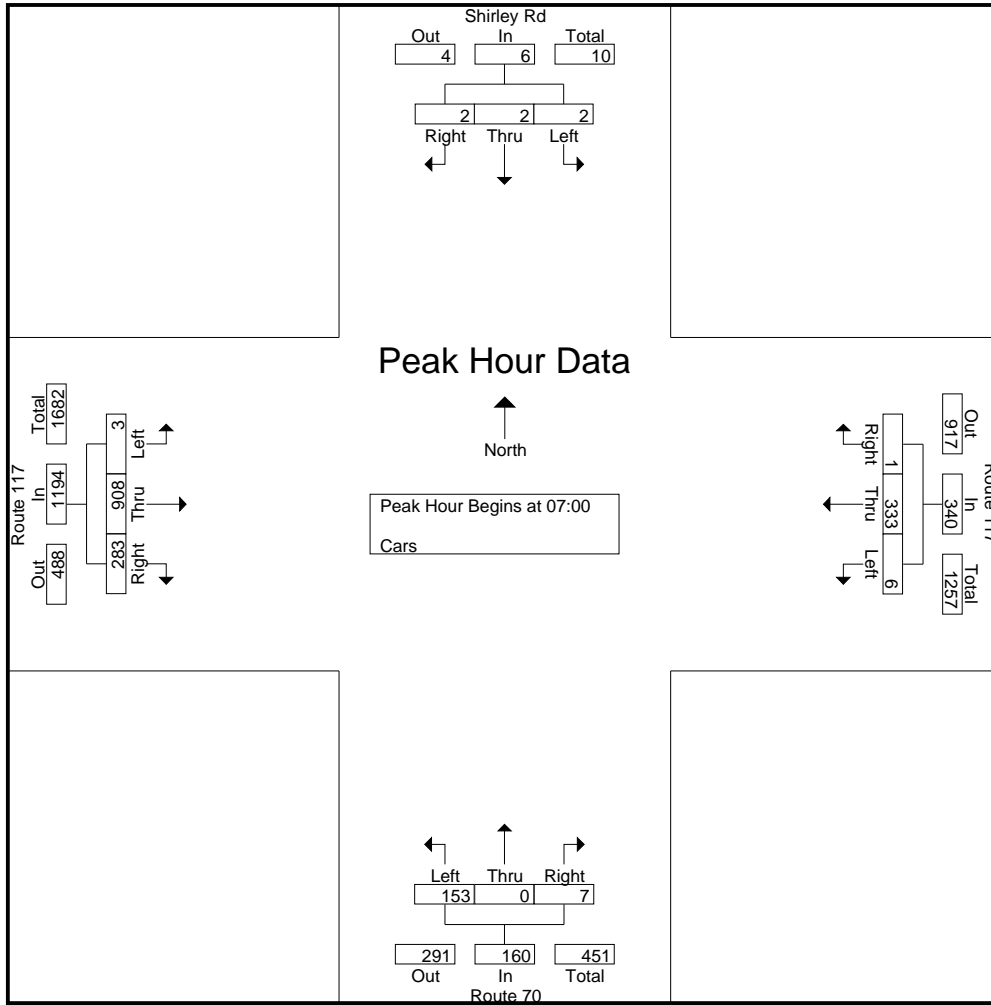 Shirley Rd
Out In Total
4 6 10
2 2 2
Right Thru Left
Peak Hour Data
North
Peak Hour Begins at 07:00
Cars
Route 117
Total In Out
1682 1194 488
3 908 283
Left Thru Right
Right Thru Left
1 333 6
Out In Total
917 340 1257
Route 117
Left Thru Right
153 0 7
291 160 451
Out In Total
Route 70